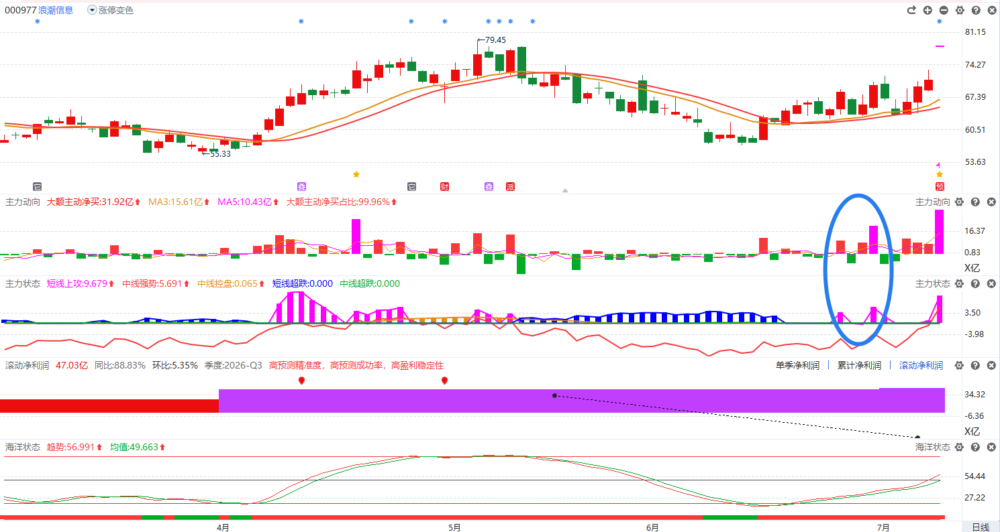 000977 浪潮信息 涨停变色
81.15
79.45
74.27
67.39
60.51
55.33
53.63
它 杳 它 财 杳 派 预
主力动向 大额主动净买:31.92亿 MA3:15.61亿 MA5:10.43亿 大额主动净买占比:99.96% 主力动向
16.37
0.83
X亿
主力状态 短线上攻:9.679 中线强势:5.691 中线控盘:0.065 短线超跌:0.000 中线超跌:0.000 主力状态
3.50
-3.98
滚动净利润 47.03亿 同比:88.83% 环比:5.35% 季度:2026-Q3 高预测精准度，高预测成功率，高盈利稳定性 单季净利润 | 累计净利润 | 滚动净利润
34.32
-6.36
X亿
海洋状态 趋势:56.991 均值:49.663 海洋状态
54.44
27.22
4月 5月 6月 7月 日线